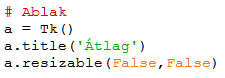 # Ablak
a = Tk()
a.title('Átlag')
a.resizable(False,False)